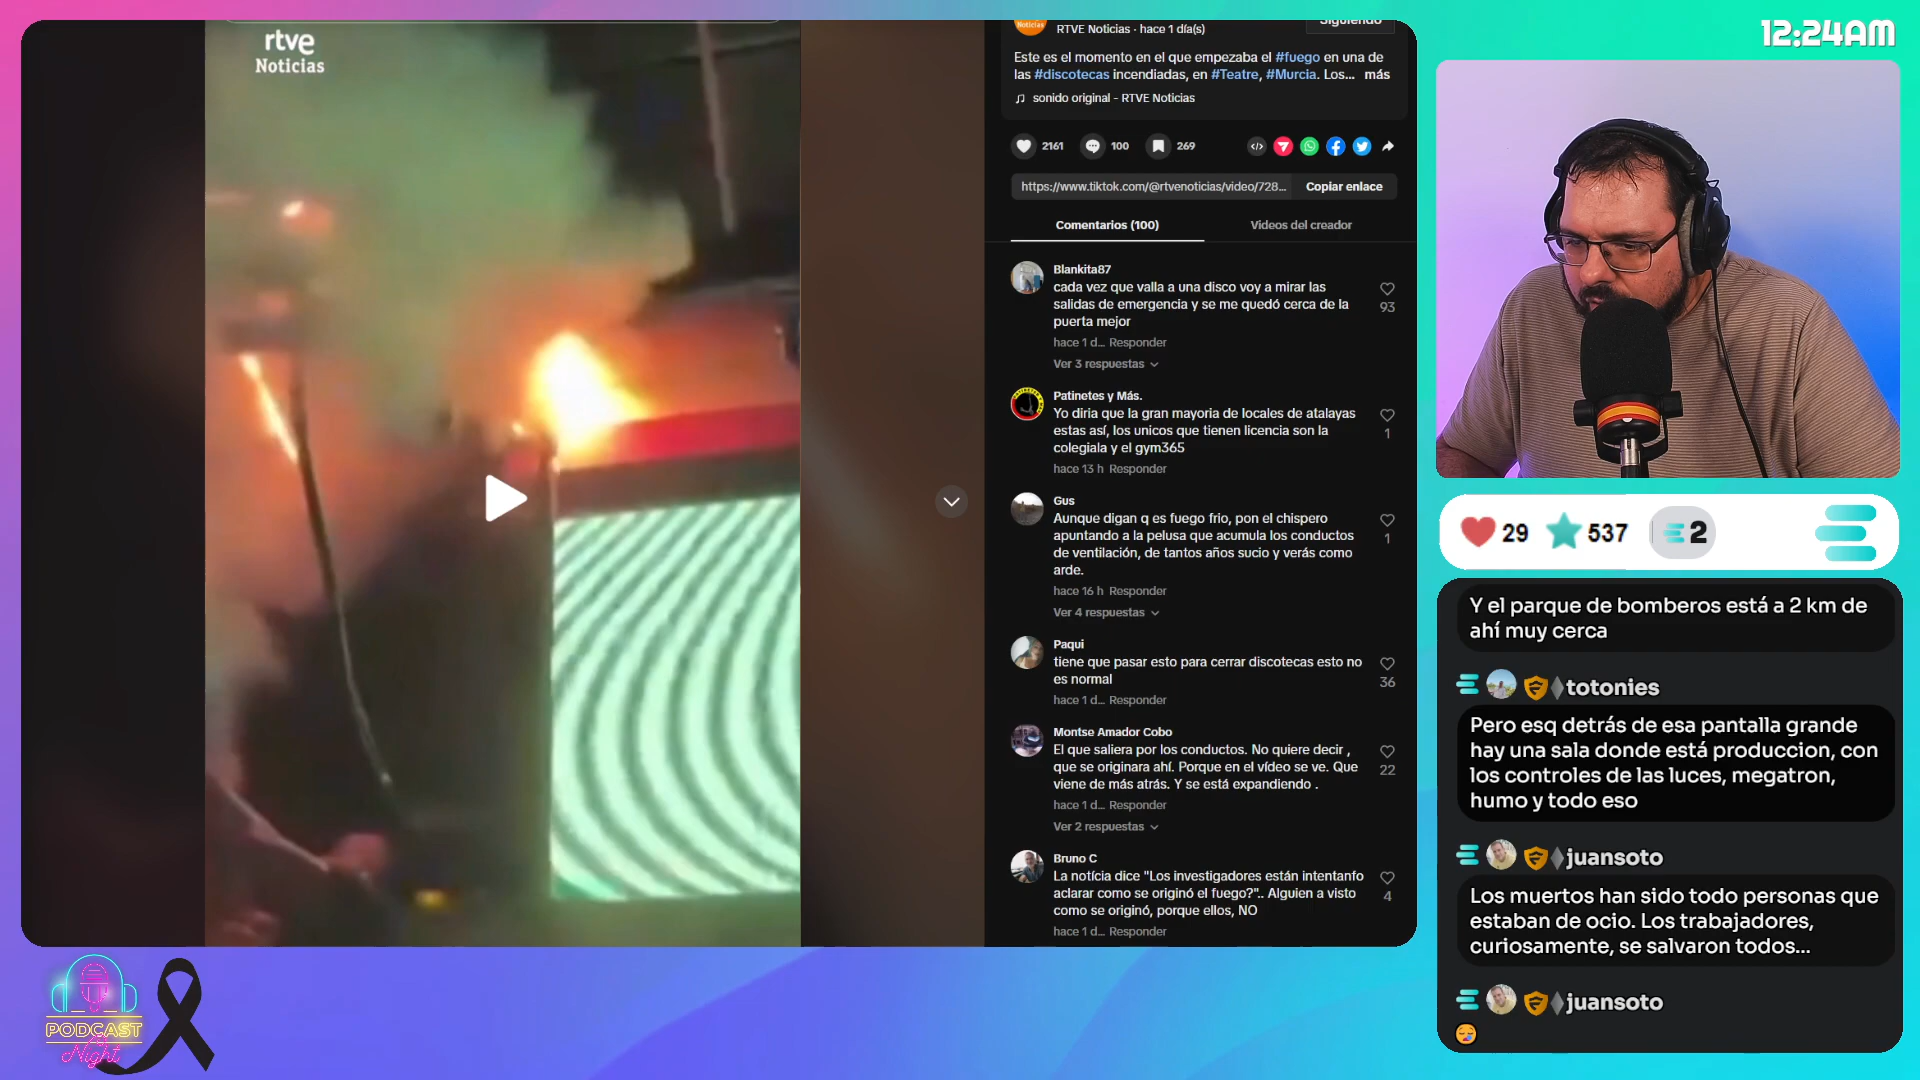 rtve
Noticias
Siguiendo
RTVE Noticias · hace 1 día(s)
Este es el momento en el que empezaba el #fuego en una de
las #discotecas incendiadas, en #Teatre, #Murcia. Los... más
sonido original - RTVE Noticias
2161
100
269
https://www.tiktok.com/@rtvenoticias/video/728...
Copiar enlace
Comentarios (100)
Videos del creador
Blankita87
cada vez que valla a una disco voy a mirar las
salidas de emergencia y se me quedó cerca de la
puerta mejor
93
hace 1 d... Responder
Ver 3 respuestas
Patinetes y Más.
Yo diria que la gran mayoria de locales de atalayas
estas así, los unicos que tienen licencia son la
colegiala y el gym365
1
hace 13 h Responder
Gus
Aunque digan q es fuego frio, pon el chispero
apuntando a la pelusa que acumula los conductos
de ventilación, de tantos años sucio y verás como
arde.
1
hace 16 h Responder
Ver 4 respuestas
Paqui
tiene que pasar esto para cerrar discotecas esto no
es normal
36
hace 1 d... Responder
Montse Amador Cobo
El que saliera por los conductos. No quiere decir ,
que se originara ahí. Porque en el vídeo se ve. Que
viene de más atrás. Y se está expandiendo .
22
hace 1 d... Responder
Ver 2 respuestas
Bruno C
La notícia dice "Los investigadores están intentanfo
aclarar como se originó el fuego?".. Alguien a visto
como se originó, porque ellos, NO
4
hace 1 d... Responder
12:24AM
29
537
2
Y el parque de bomberos está a 2 km de
ahí muy cerca
totonies
Pero esq detrás de esa pantalla grande
hay una sala donde está produccion, con
los controles de las luces, megatron,
humo y todo eso
juansoto
Los muertos han sido todo personas que
estaban de ocio. Los trabajadores,
curiosamente, se salvaron todos...
juansoto
😪
PODCAST
Night